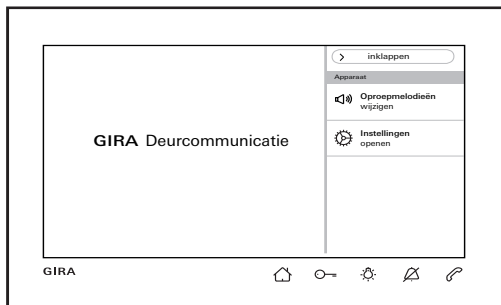 GIRA Deurcommunicatie
inklappen
Apparaat
Oproepmelodieën
wijzigen
Instellingen
openen
GIRA